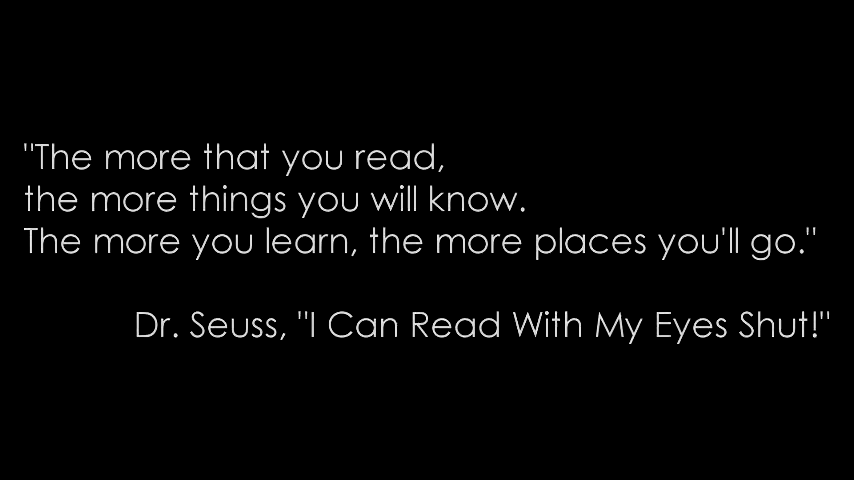 "The more that you read,
the more things you will know.
The more you learn, the more places you'll go."
Dr. Seuss, "I Can Read With My Eyes Shut!"